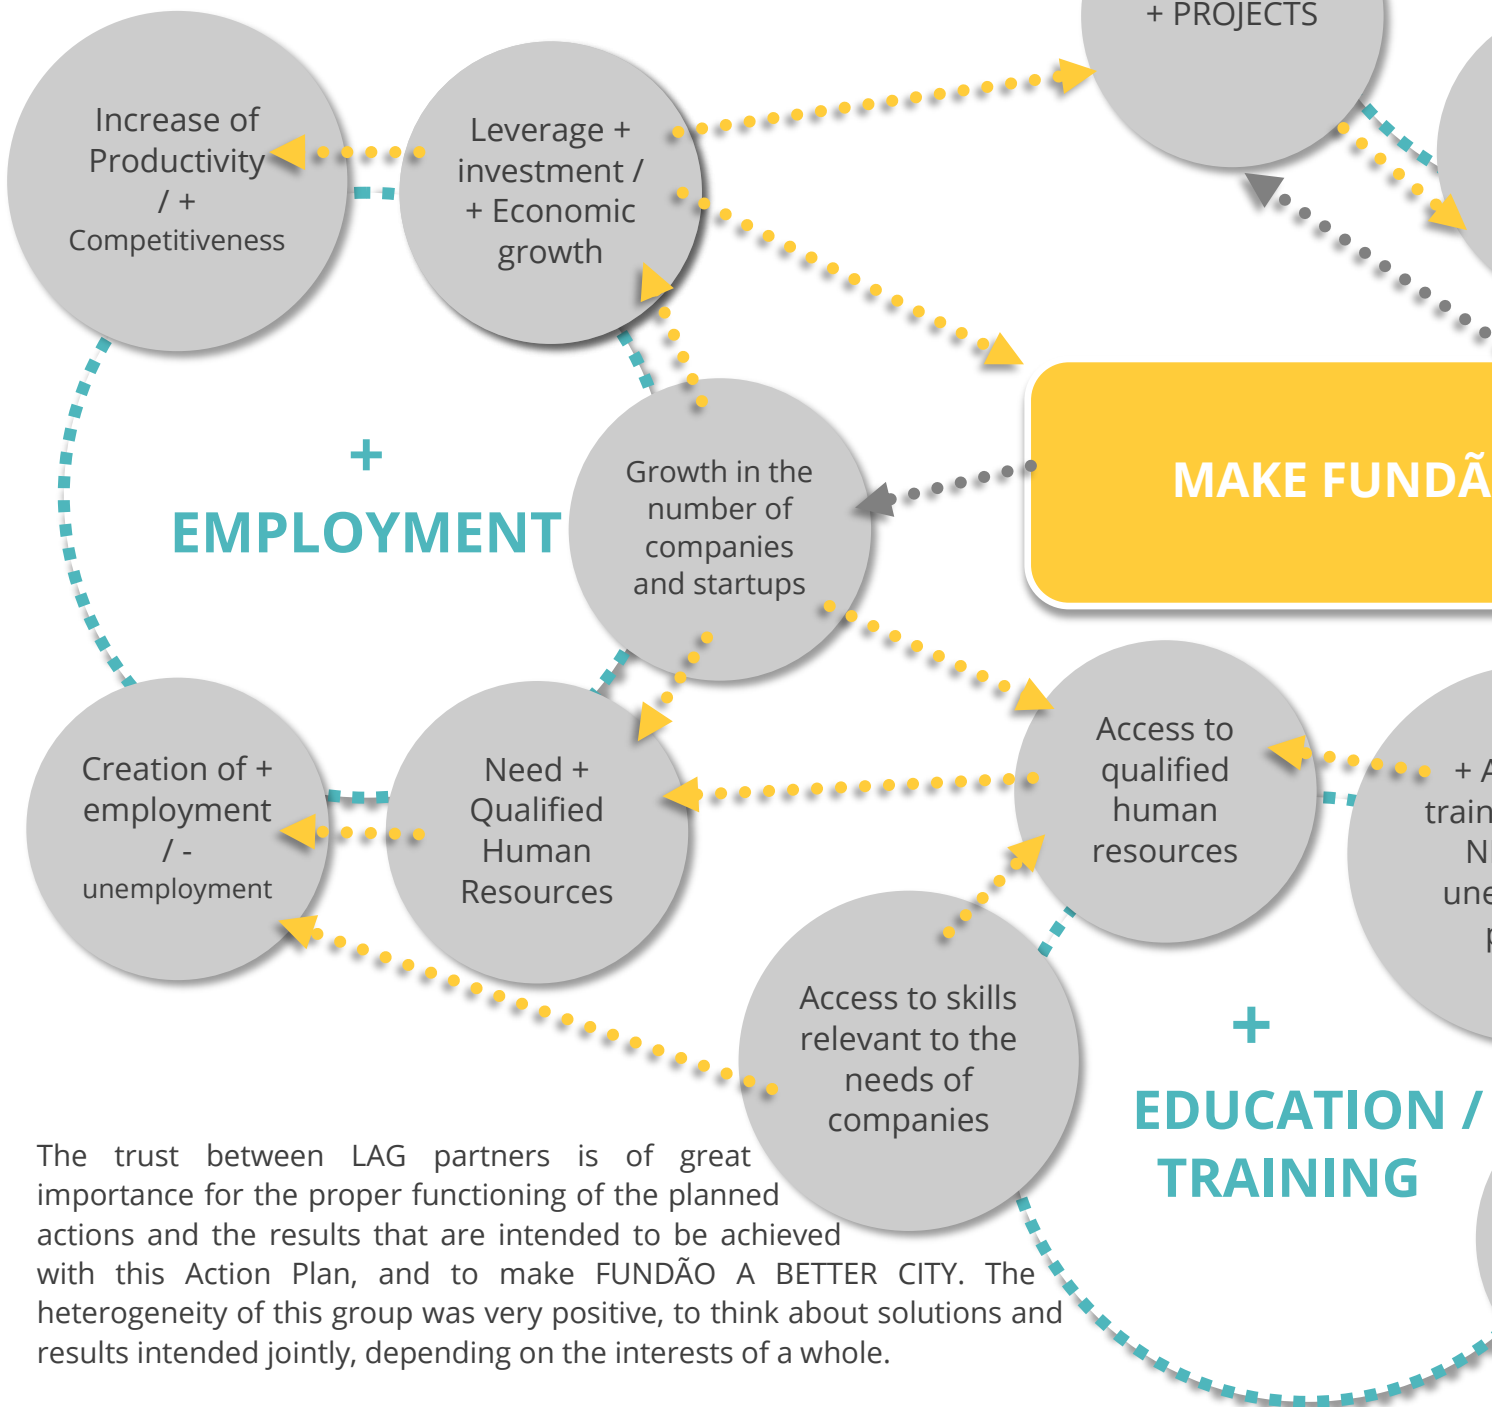 + PROJECTS
Increase of
Productivity
/ +
Competitiveness
Leverage +
investment /
+ Economic
growth
+
EMPLOYMENT
Growth in the
number of
companies
and startups
MAKE FUNDÃ
Creation of +
employment
/ -
unemployment
Need +
Qualified
Human
Resources
Access to
qualified
human
resources
+
Access to skills
relevant to the
needs of
companies
+
EDUCATION /
TRAINING
The trust between LAG partners is of great
importance for the proper functioning of the planned
actions and the results that are intended to be achieved
with this Action Plan, and to make FUNDÃO A BETTER CITY. The
heterogeneity of this group was very positive, to think about solutions and
results intended jointly, depending on the interests of a whole.